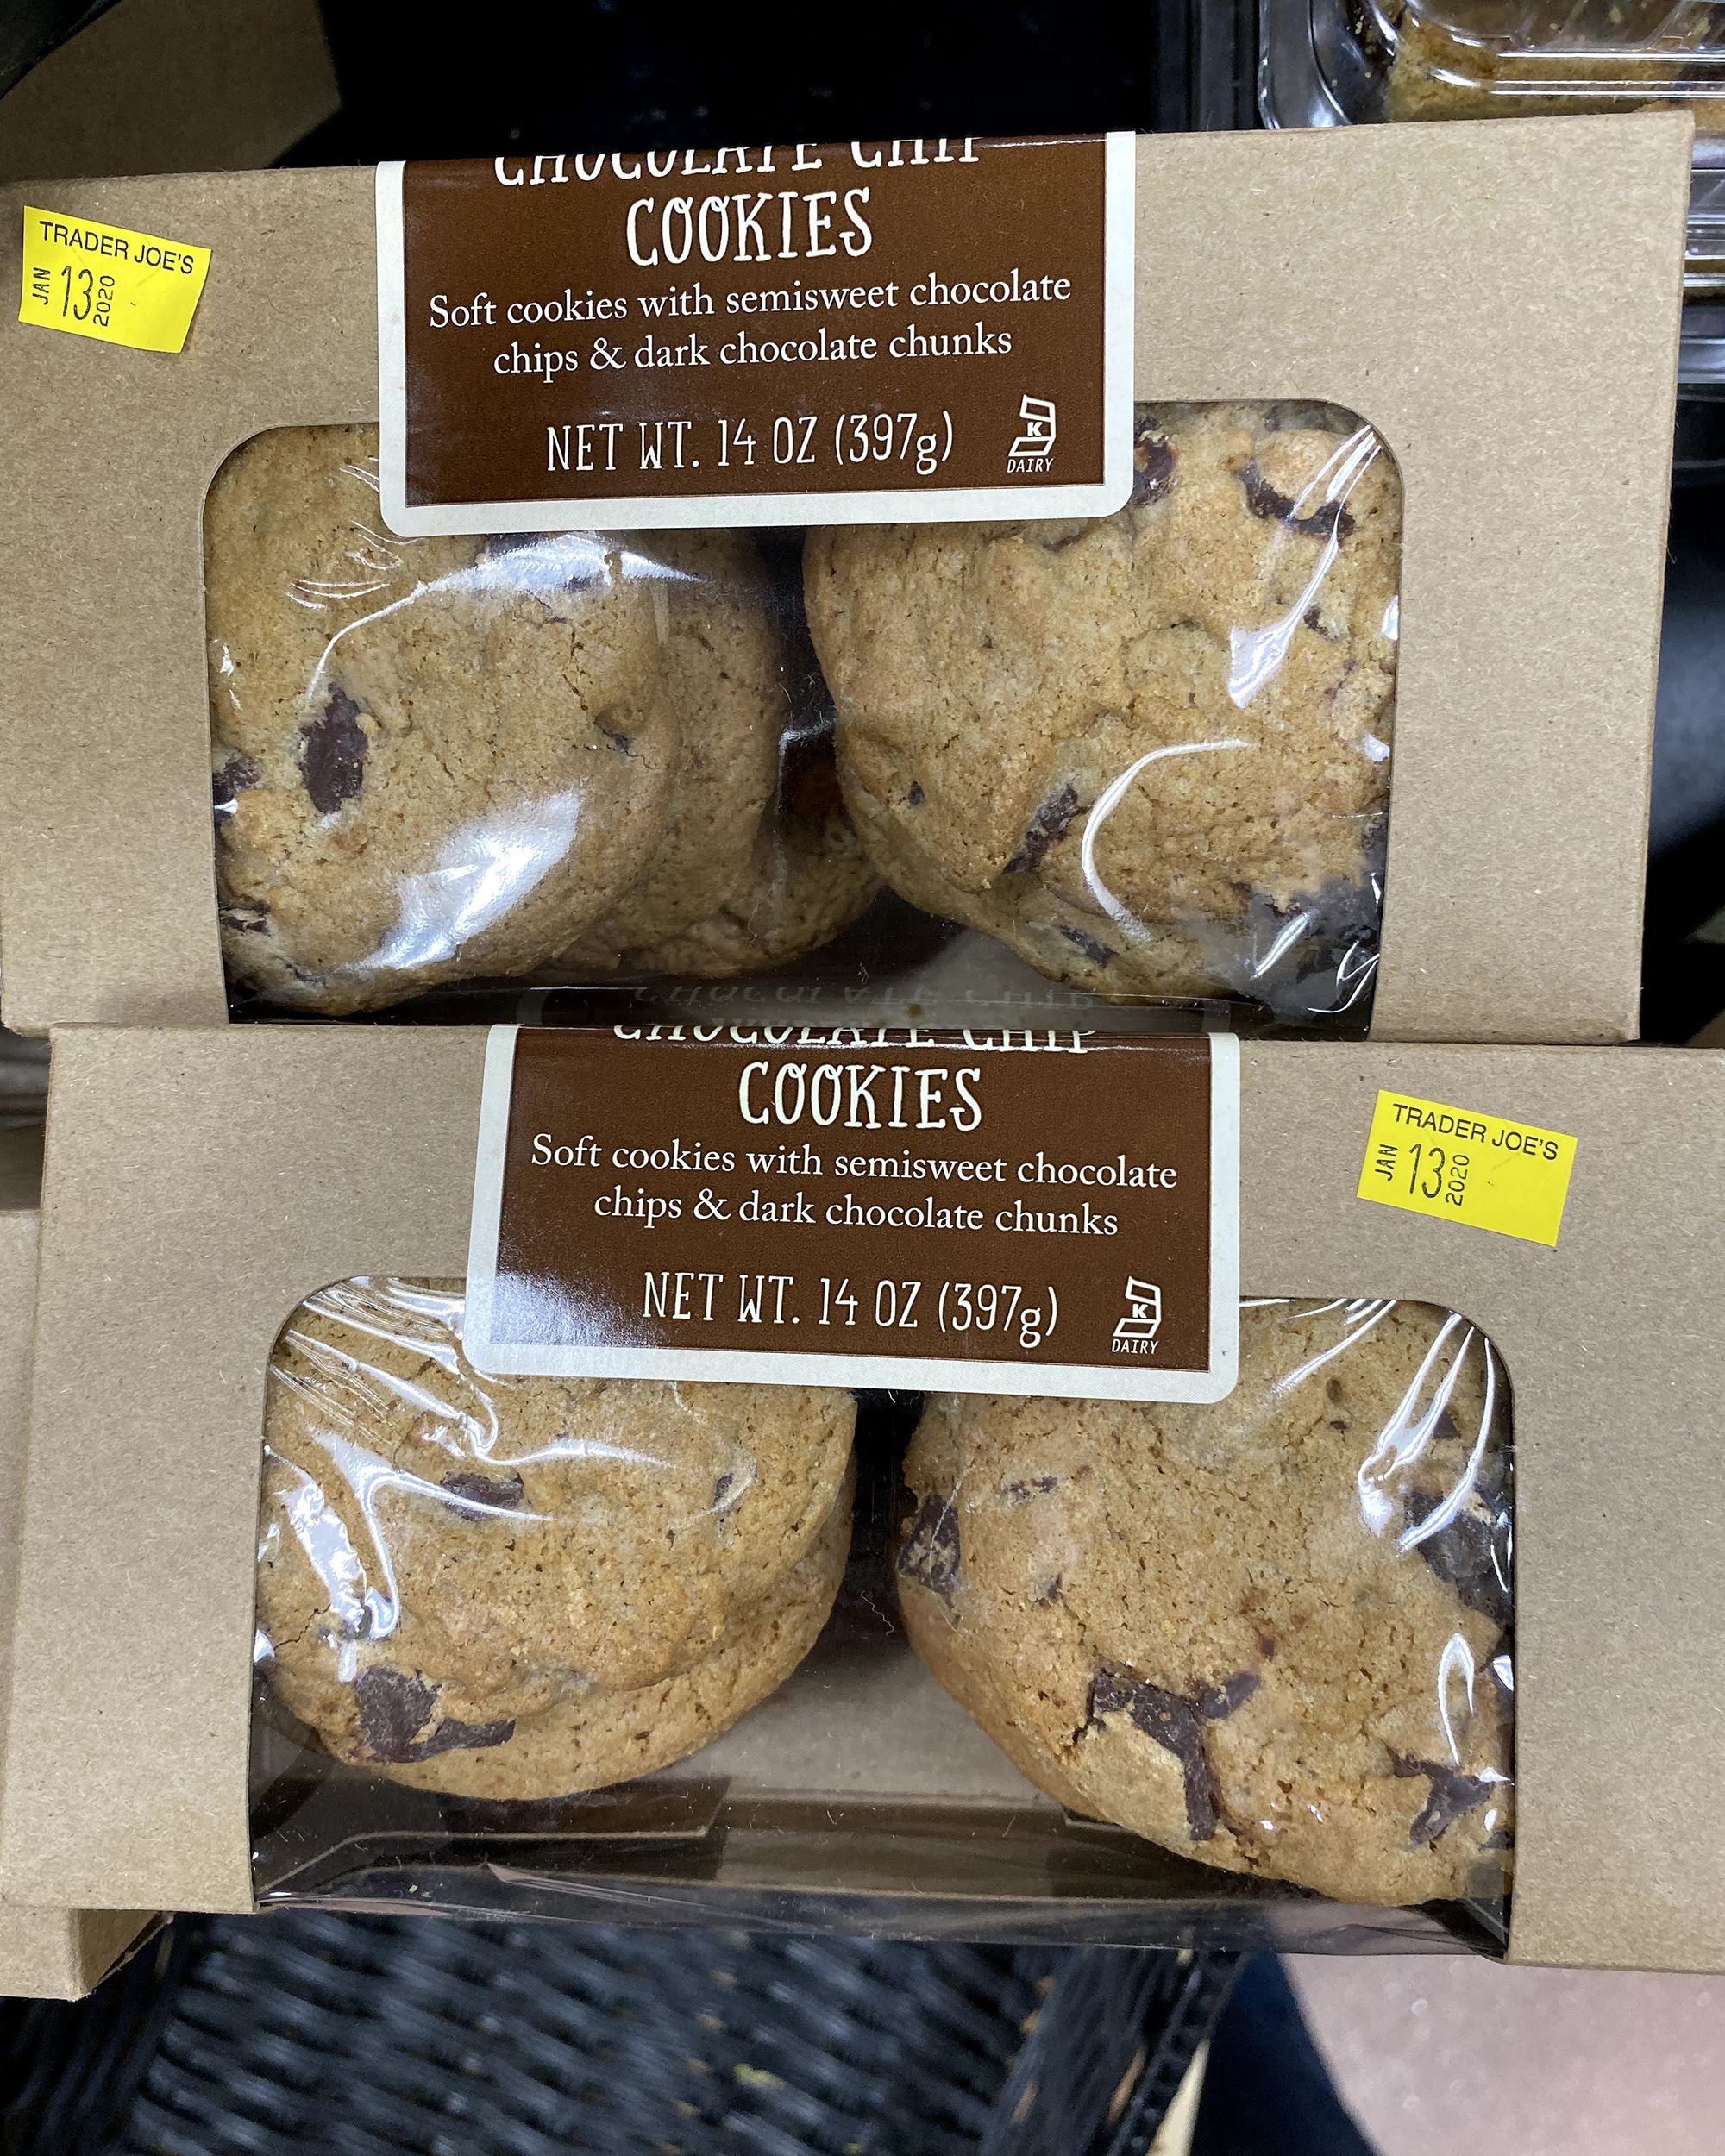 CHOCOLATE CHIP
COOKIES
Soft cookies with semisweet chocolate
chips & dark chocolate chunks
NET WT. 14 OZ (397g)
K
DAIRY
TRADER JOE'S
JAN 13 2020
CHOCOLATE CHIP
COOKIES
Soft cookies with semisweet chocolate
chips & dark chocolate chunks
NET WT. 14 OZ (397g)
K
DAIRY
TRADER JOE'S
JAN 13 2020